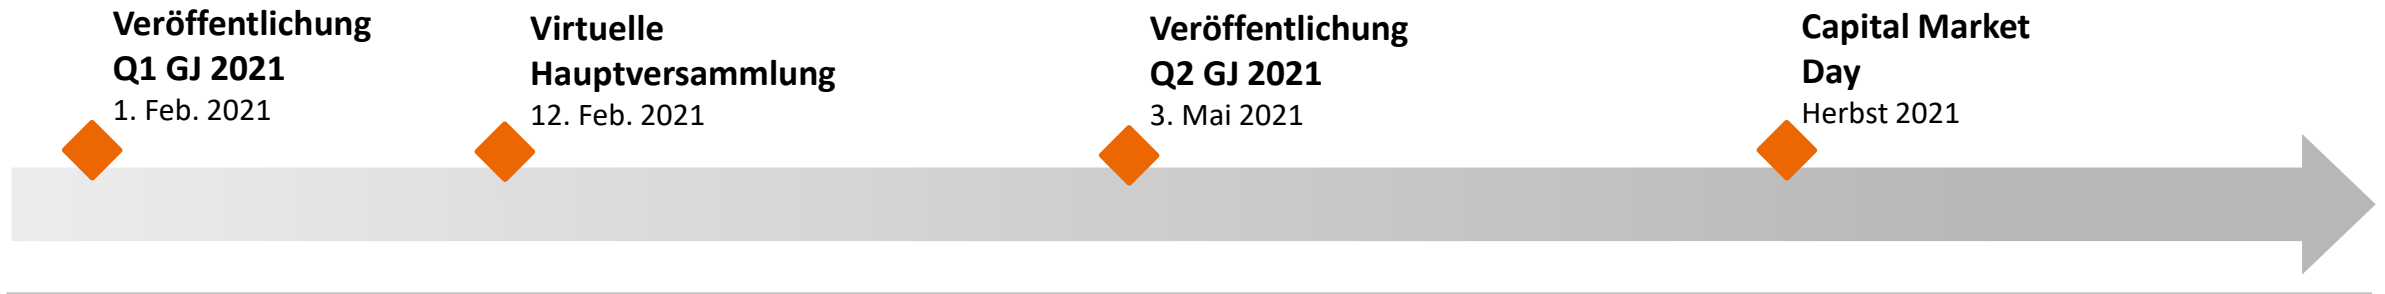 Veröffentlichung
Q1 GJ 2021
1. Feb. 2021
Virtuelle
Hauptversammlung
12. Feb. 2021
Veröffentlichung
Q2 GJ 2021
3. Mai 2021
Capital Market
Day
Herbst 2021